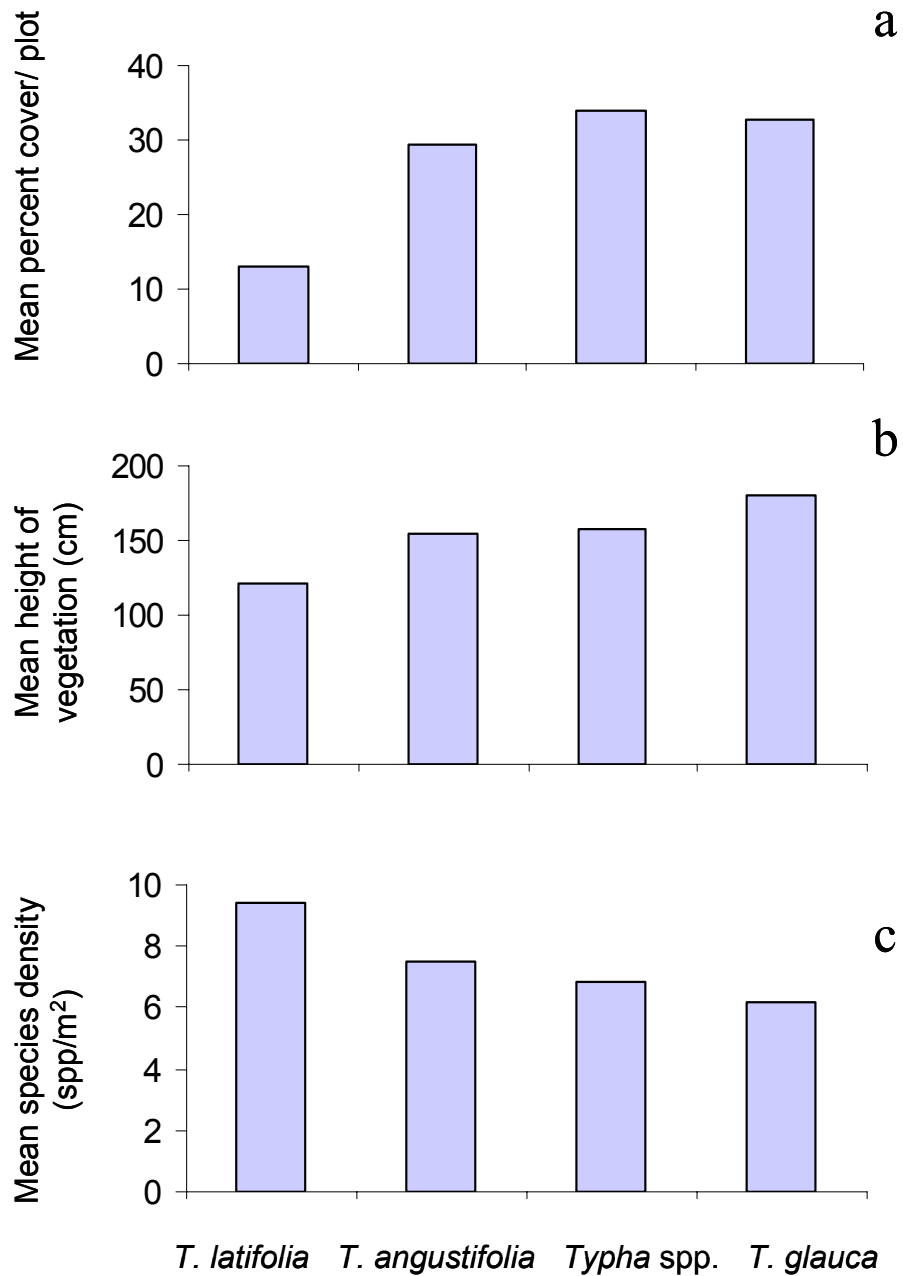 a
Mean percent cover/ plot
40
30
20
10
0
b
Mean height of
vegetation (cm)
200
150
100
50
0
c
Mean species density
(spp/m²)
10
8
6
4
2
0
T. latifolia T. angustifolia Typha spp. T. glauca